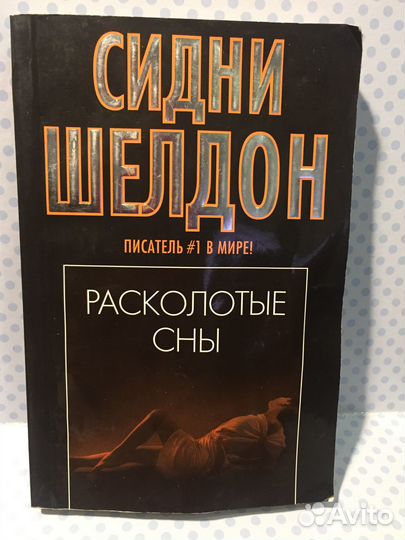 СИДНИ
ШЕЛДОН
ПИСАТЕЛЬ #1 В МИРЕ!
РАСКОЛОТЫЕ
СНЫ
Avito